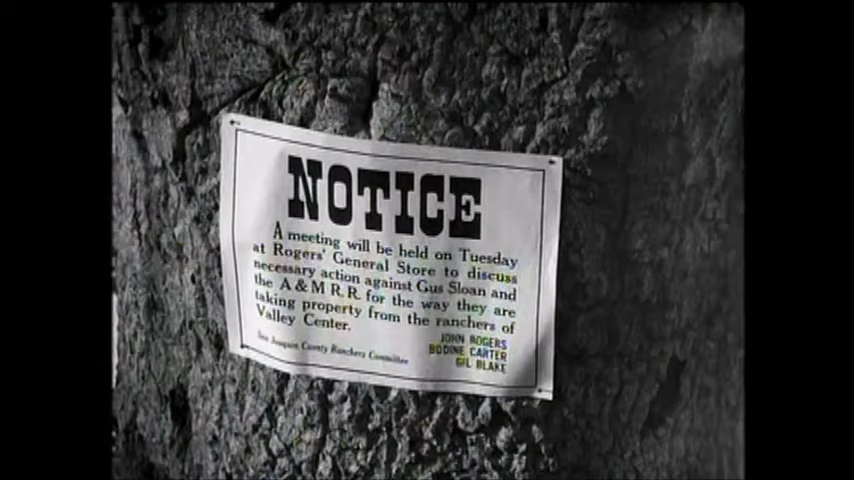 NOTICE
A meeting will be held on Tuesday
at Rogers' General Store to discuss
necessary action against Gus Sloan and
the A & M R. R. for the way they are
taking property from the ranchers of
Valley Center.
JOHN ROGERS
BODINE CARTER
GIL BLAKE
San Joaquin County Ranchers Committee